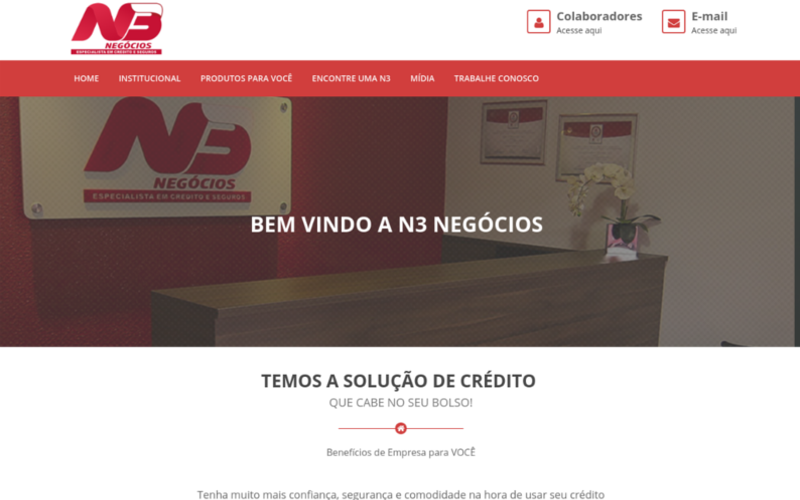 N3
NEGÓCIOS
ESPECIALISTA EM CRÉDITO E SEGUROS
Colaboradores
Acesse aqui
E-mail
Acesse aqui
HOME INSTITUCIONAL PRODUTOS PARA VOCÊ ENCONTRE UMA N3 MÍDIA TRABALHE CONOSCO
N3
NEGÓCIOS
ESPECIALISTA EM CRÉDITO E SEGUROS
BEM VINDO A N3 NEGÓCIOS
TEMOS A SOLUÇÃO DE CRÉDITO
QUE CABE NO SEU BOLSO!
Benefícios de Empresa para VOCÊ
Tenha muito mais confiança, segurança e comodidade na hora de usar seu crédito